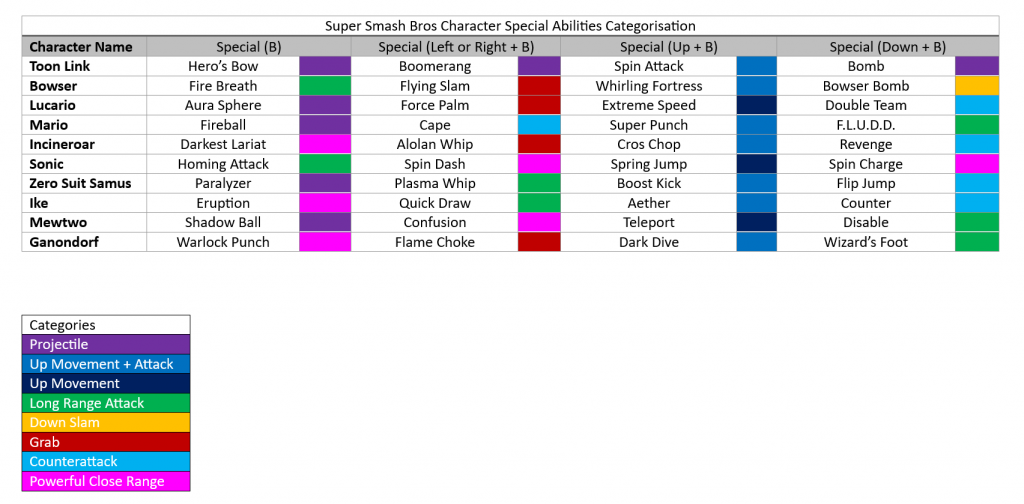 Super Smash Bros Character Special Abilities Categorisation
Character Name Special (B) Special (Left or Right + B) Special (Up + B) Special (Down + B)
Toon Link Hero's Bow Boomerang Spin Attack Bomb
Bowser Fire Breath Flying Slam Whirling Fortress Bowser Bomb
Lucario Aura Sphere Force Palm Extreme Speed Double Team
Mario Fireball Cape Super Punch F.L.U.D.D.
Incineroar Darkest Lariat Alolan Whip Cros Chop Revenge
Sonic Homing Attack Spin Dash Spring Jump Spin Charge
Zero Suit Samus Paralyzer Plasma Whip Boost Kick Flip Jump
Ike Eruption Quick Draw Aether Counter
Mewtwo Shadow Ball Confusion Teleport Disable
Ganondorf Warlock Punch Flame Choke Dark Dive Wizard's Foot
Categories
Projectile
Up Movement + Attack
Up Movement
Long Range Attack
Down Slam
Grab
Counterattack
Powerful Close Range